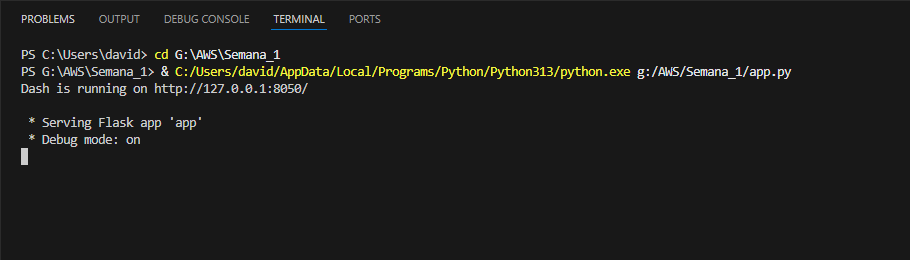 PROBLEMS OUTPUT DEBUG CONSOLE TERMINAL PORTS
PS C:\Users\david> cd G:\AWS\Semana_1
PS G:\AWS\Semana_1> & C:/Users/david/AppData/Local/Programs/Python/Python313/python.exe g:/AWS/Semana_1/app.py
Dash is running on http://127.0.0.1:8050/
* Serving Flask app 'app'
* Debug mode: on